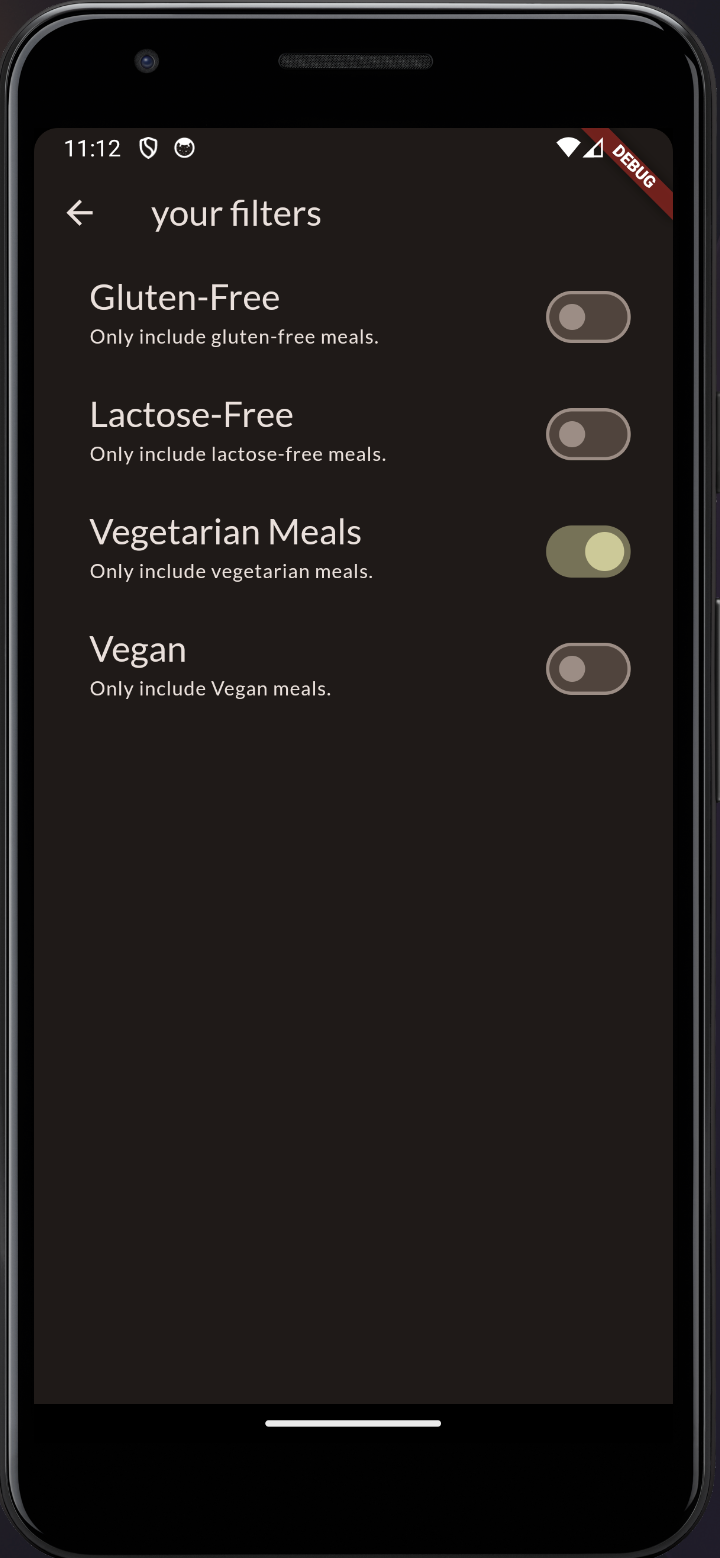 11:12
DEBUG
your filters
Gluten-Free
Only include gluten-free meals.
Lactose-Free
Only include lactose-free meals.
Vegetarian Meals
Only include vegetarian meals.
Vegan
Only include Vegan meals.